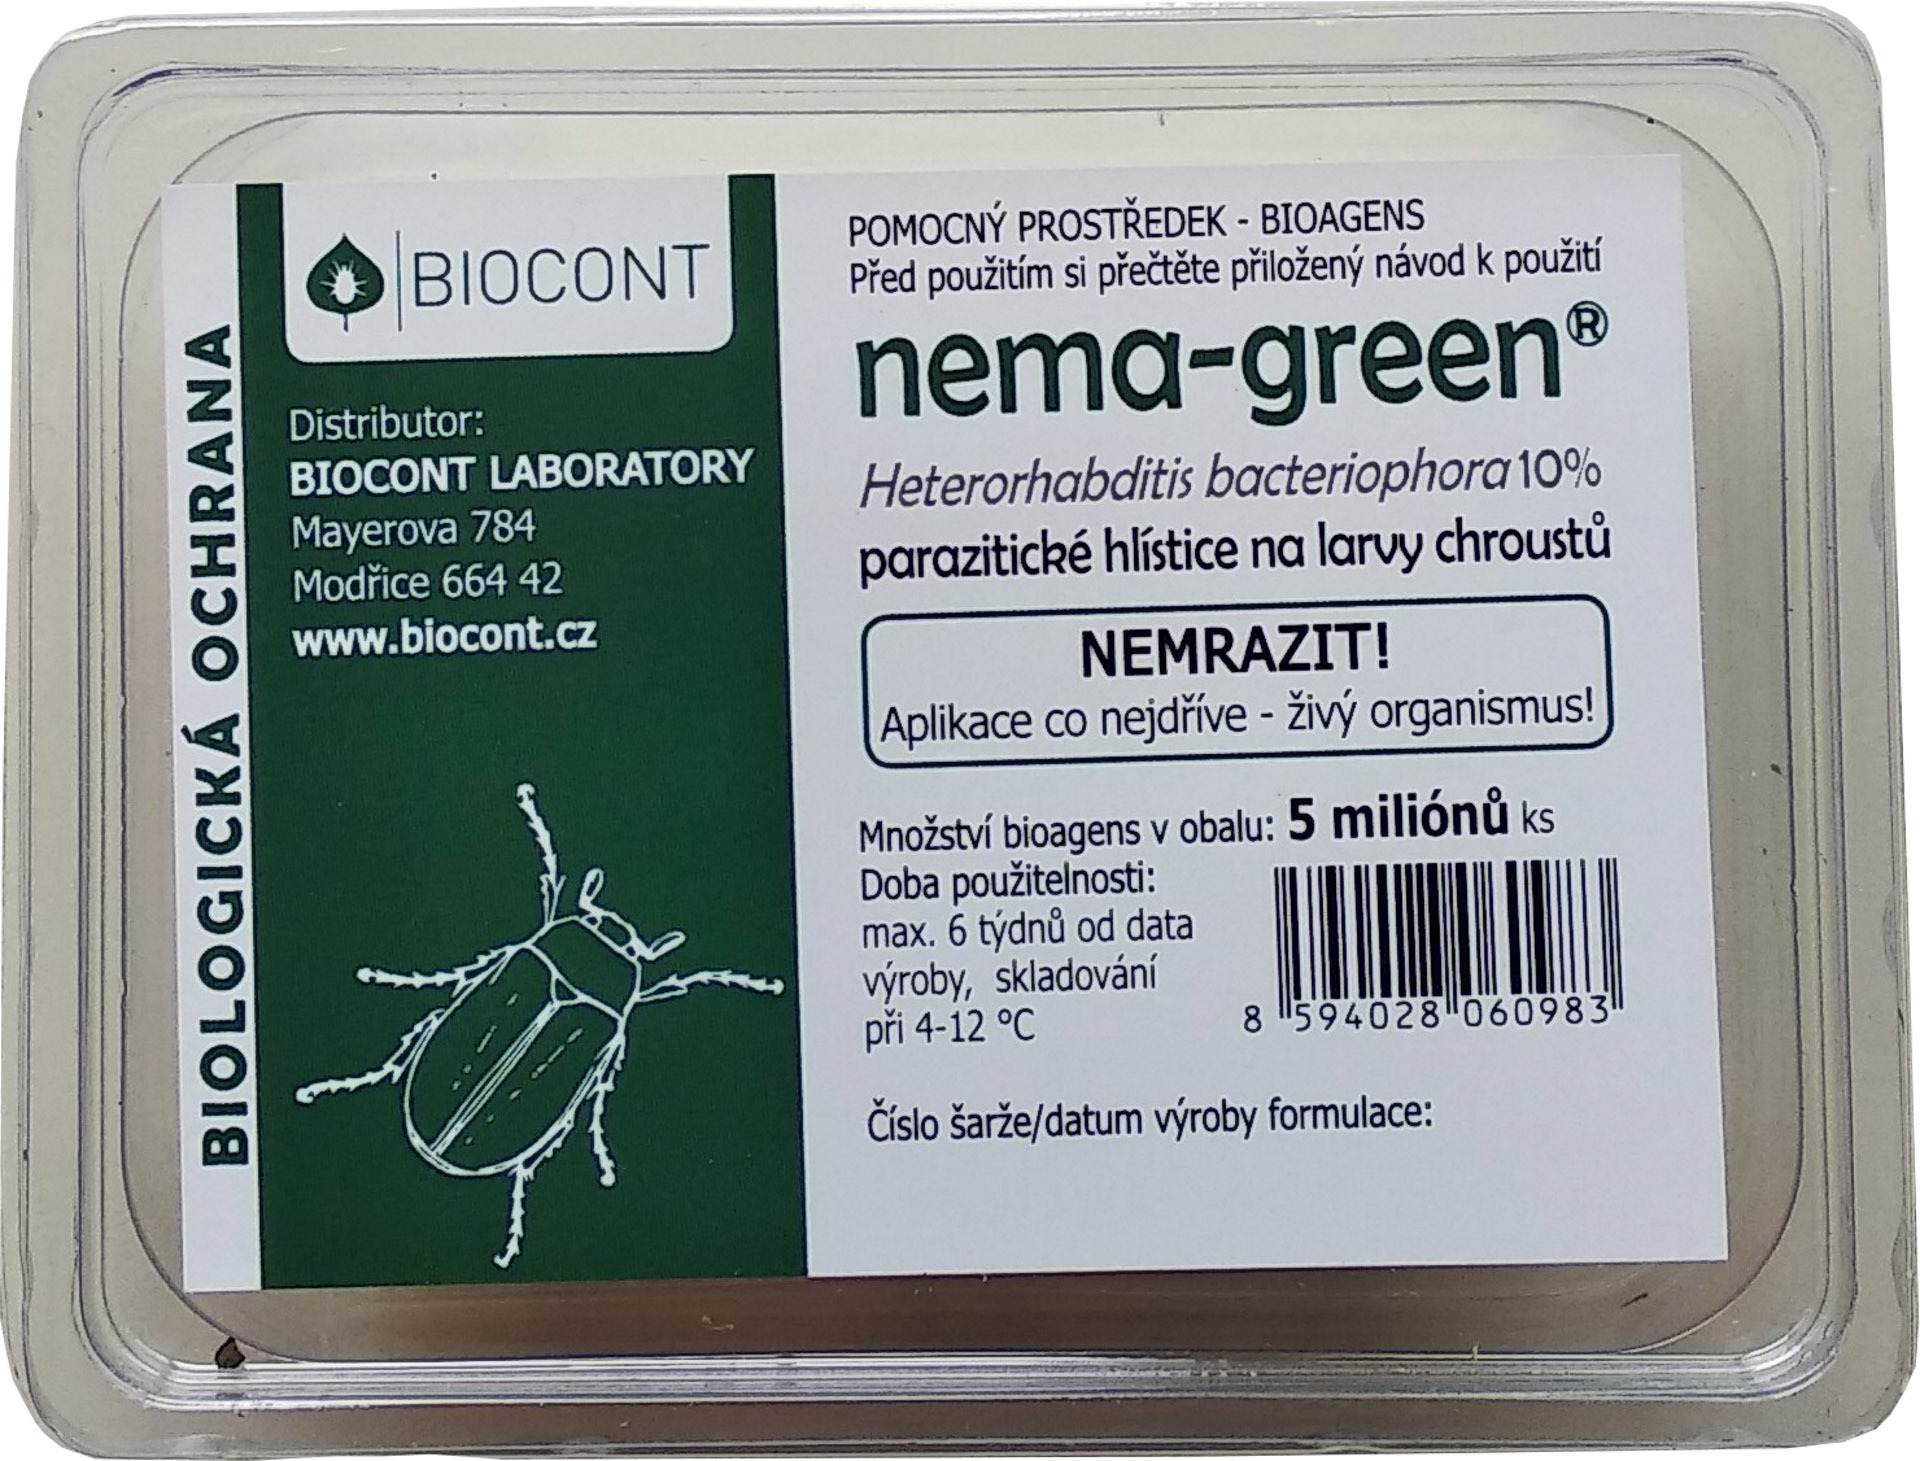 BIOLOGICKÁ OCHRANA
BIOCONT
Distributor:
BIOCONT LABORATORY
Mayerova 784
Modřice 664 42
www.biocont.cz
POMOCNÝ PROSTŘEDEK - BIOAGENS
Před použitím si přečtěte přiložený návod k použití
nema-green®
Heterorhabditis bacteriophora 10%
parazitické hlístice na larvy chroustů
NEMRAZIT!
Aplikace co nejdříve - živý organismus!
Množství bioagens v obalu: 5 miliónů ks
Doba použitelnosti:
max. 6 týdnů od data
výroby, skladování
při 4-12 °C
8 594028 060983
Číslo šarže/datum výroby formulace: